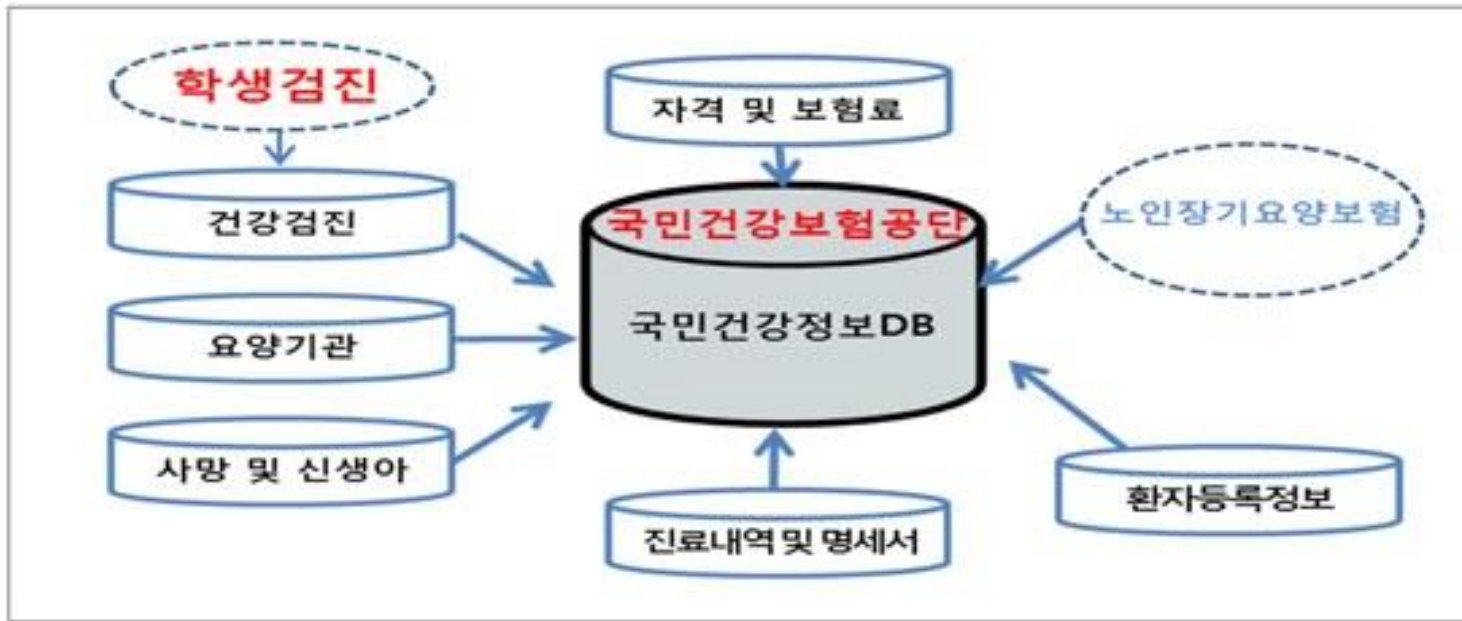 학생검진
자격 및 보험료
건강검진
국민건강보험공단
노인장기요양보험
요양기관
국민건강정보DB
사망 및 신생아
진료내역 및 명세서
환자등록정보